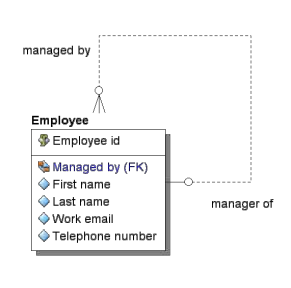 managed by
Employee
Employee id
Managed by (FK)
First name
Last name
Work email
Telephone number
manager of